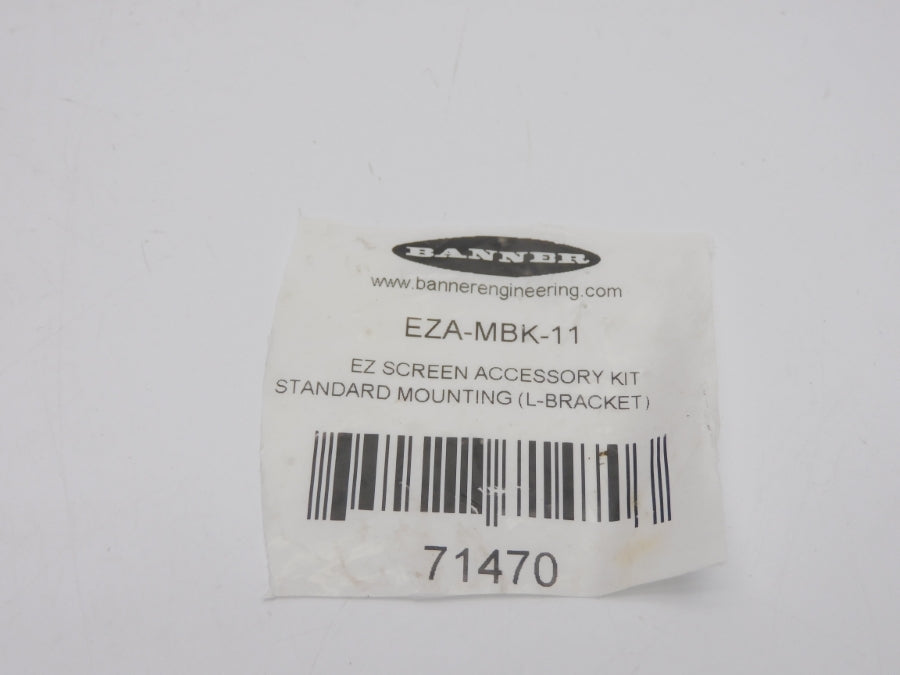 BANNER
www.bannerengineering.com
EZA-MBK-11
EZ SCREEN ACCESSORY KIT
STANDARD MOUNTING (L-BRACKET)
71470